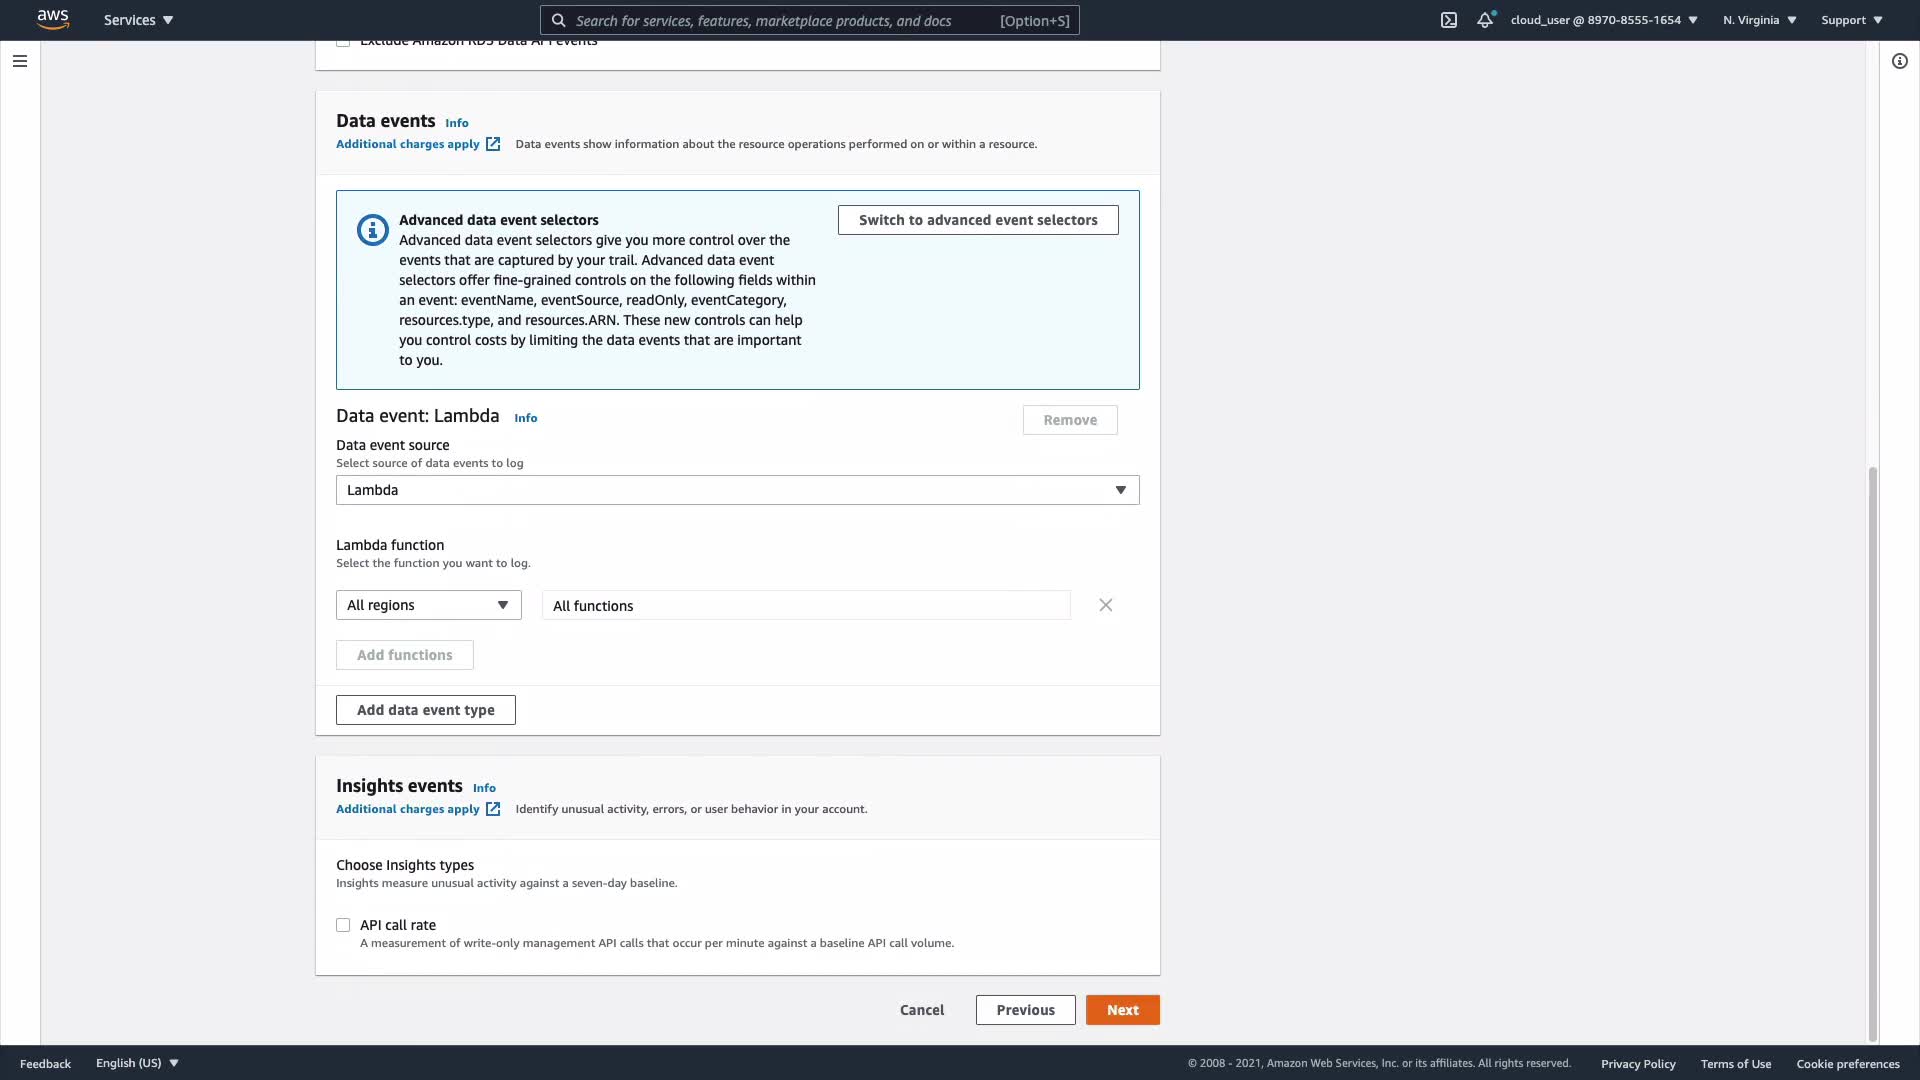 aws
Services
Search for services, features, marketplace products, and docs
[Option+S]
cloud_user @ 8970-8555-1654
N. Virginia
Support
Exclude Amazon RDS Data API events
Data events Info
Additional charges apply
Data events show information about the resource operations performed on or within a resource.
Advanced data event selectors
Switch to advanced event selectors
Advanced data event selectors give you more control over the
events that are captured by your trail. Advanced data event
selectors offer fine-grained controls on the following fields within
an event: eventName, eventSource, readOnly, eventCategory,
resources.type, and resources.ARN. These new controls can help
you control costs by limiting the data events that are important
to you.
Data event: Lambda Info
Remove
Data event source
Select source of data events to log
Lambda
Lambda function
Select the function you want to log.
All regions
All functions
Add functions
Add data event type
Insights events Info
Additional charges apply
Identify unusual activity, errors, or user behavior in your account.
Choose Insights types
Insights measure unusual activity against a seven-day baseline.
API call rate
A measurement of write-only management API calls that occur per minute against a baseline API call volume.
Cancel
Previous
Next
Feedback
English (US)
© 2008 - 2021, Amazon Web Services, Inc. or its affiliates. All rights reserved.
Privacy Policy
Terms of Use
Cookie preferences